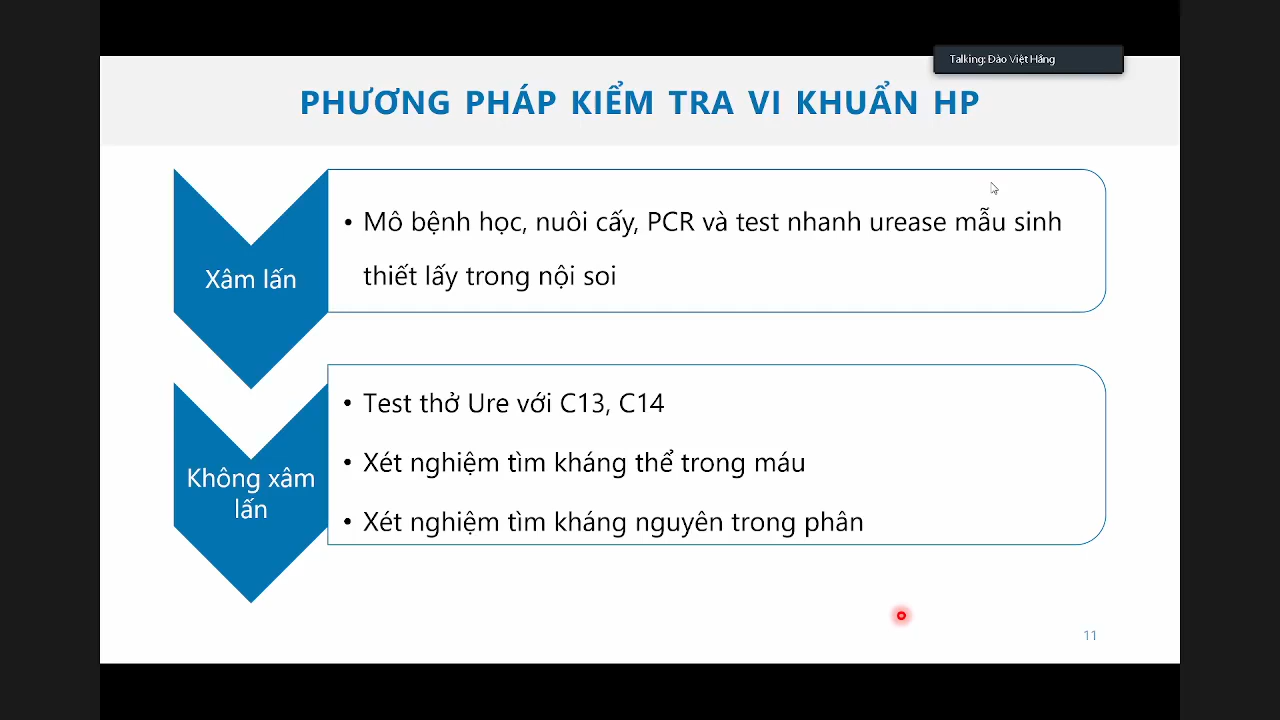 Talking: Đào Việt Hằng
PHƯƠNG PHÁP KIỂM TRA VI KHUẨN HP
Xâm lấn
• Mô bệnh học, nuôi cấy, PCR và test nhanh urease mẫu sinh
thiết lấy trong nội soi
Không xâm
lấn
• Test thở Ure với C13, C14
• Xét nghiệm tìm kháng thể trong máu
• Xét nghiệm tìm kháng nguyên trong phân
11